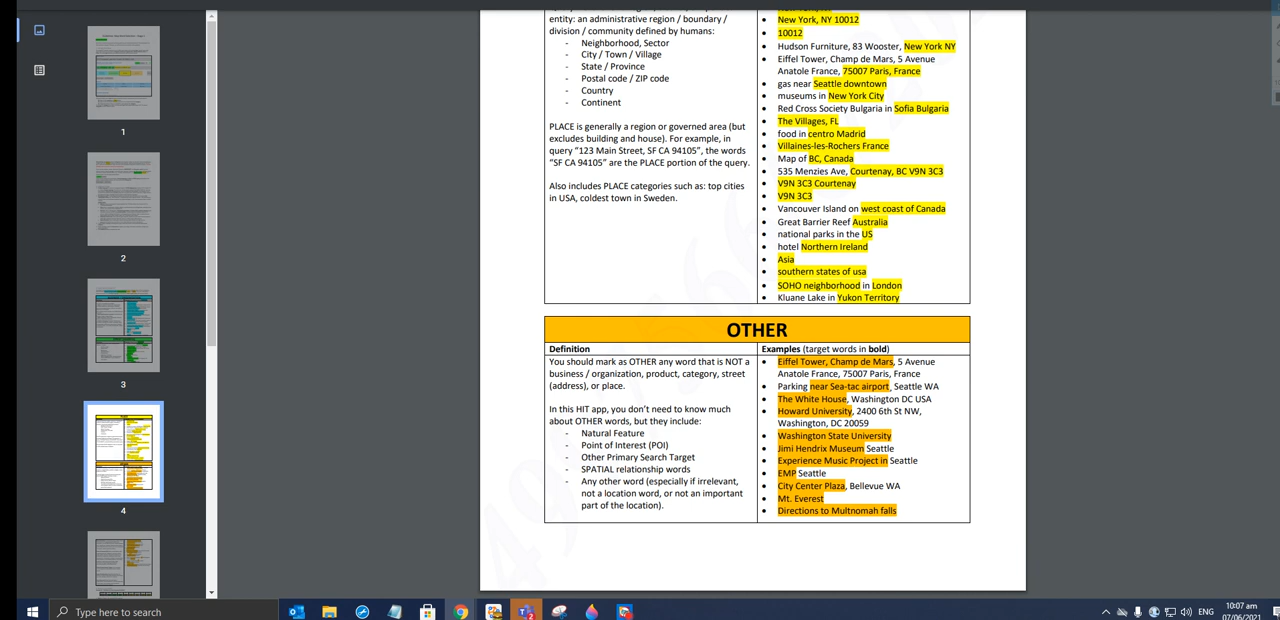 entity: an administrative region / boundary /
division / community defined by humans:
- Neighborhood, Sector
- City / Town / Village
- State / Province
- Postal code / ZIP code
- Country
- Continent
PLACE is generally a region or governed area (but
excludes building and house). For example, in
query “123 Main Street, SF CA 94105”, the words
“SF CA 94105” are the PLACE portion of the query.
Also includes PLACE categories such as: top cities
in USA, coldest town in Sweden.
• New York, NY 10012
• 10012
• Hudson Furniture, 83 Wooster, New York NY
• Eiffel Tower, Champ de Mars, 5 Avenue
Anatole France, 75007 Paris, France
• gas near Seattle downtown
• museums in New York City
• Red Cross Society Bulgaria in Sofia Bulgaria
• The Villages, FL
• food in centro Madrid
• Villaines-les-Rochers France
• Map of BC, Canada
• 535 Menzies Ave, Courtenay, BC V9N 3C3
• V9N 3C3 Courtenay
• V9N 3C3
• Vancouver Island on west coast of Canada
• Great Barrier Reef Australia
• national parks in the US
• hotel Northern Ireland
• Asia
• southern states of usa
• SOHO neighborhood in London
• Kluane Lake in Yukon Territory
OTHER
Definition
Examples (target words in bold)
You should mark as OTHER any word that is NOT a
business / organization, product, category, street
(address), or place.
In this HIT app, you don’t need to know much
about OTHER words, but they include:
- Natural Feature
- Point of Interest (POI)
- Other Primary Search Target
- SPATIAL relationship words
- Any other word (especially if irrelevant,
not a location word, or not an important
part of the location).
• Eiffel Tower, Champ de Mars, 5 Avenue
Anatole France, 75007 Paris, France
• Parking near Sea-tac airport, Seattle WA
• The White House, Washington DC USA
• Howard University, 2400 6th St NW,
Washington, DC 20059
• Washington State University
• Jimi Hendrix Museum Seattle
• Experience Music Project in Seattle
• EMP Seattle
• City Center Plaza, Bellevue WA
• Mt. Everest
• Directions to Multnomah falls
1
2
3
4
Type here to search
ENG
10:07 am
07/06/2021